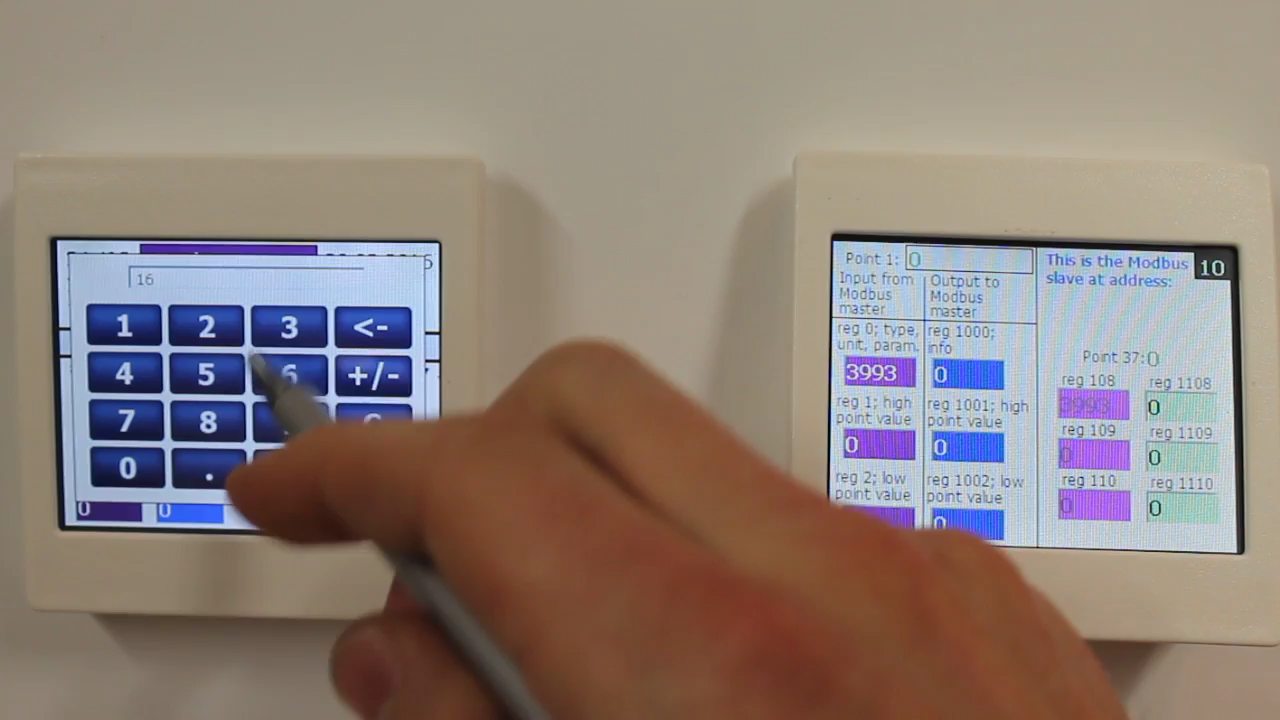 16
1 2 3 <-
4 5 6 +/-
7 8
0 .
0 0
Point 1: 0
Input from Modbus master
Output to Modbus master
reg 0; type, unit, param.
3993
reg 1000; info
0
reg 1; high point value
0
reg 1001; high point value
0
reg 2; low point value
reg 1002; low point value
0
This is the Modbus slave at address:
10
Point 37:0
reg 108
3993
reg 1108
0
reg 109
0
reg 1109
0
reg 110
0
reg 1110
0